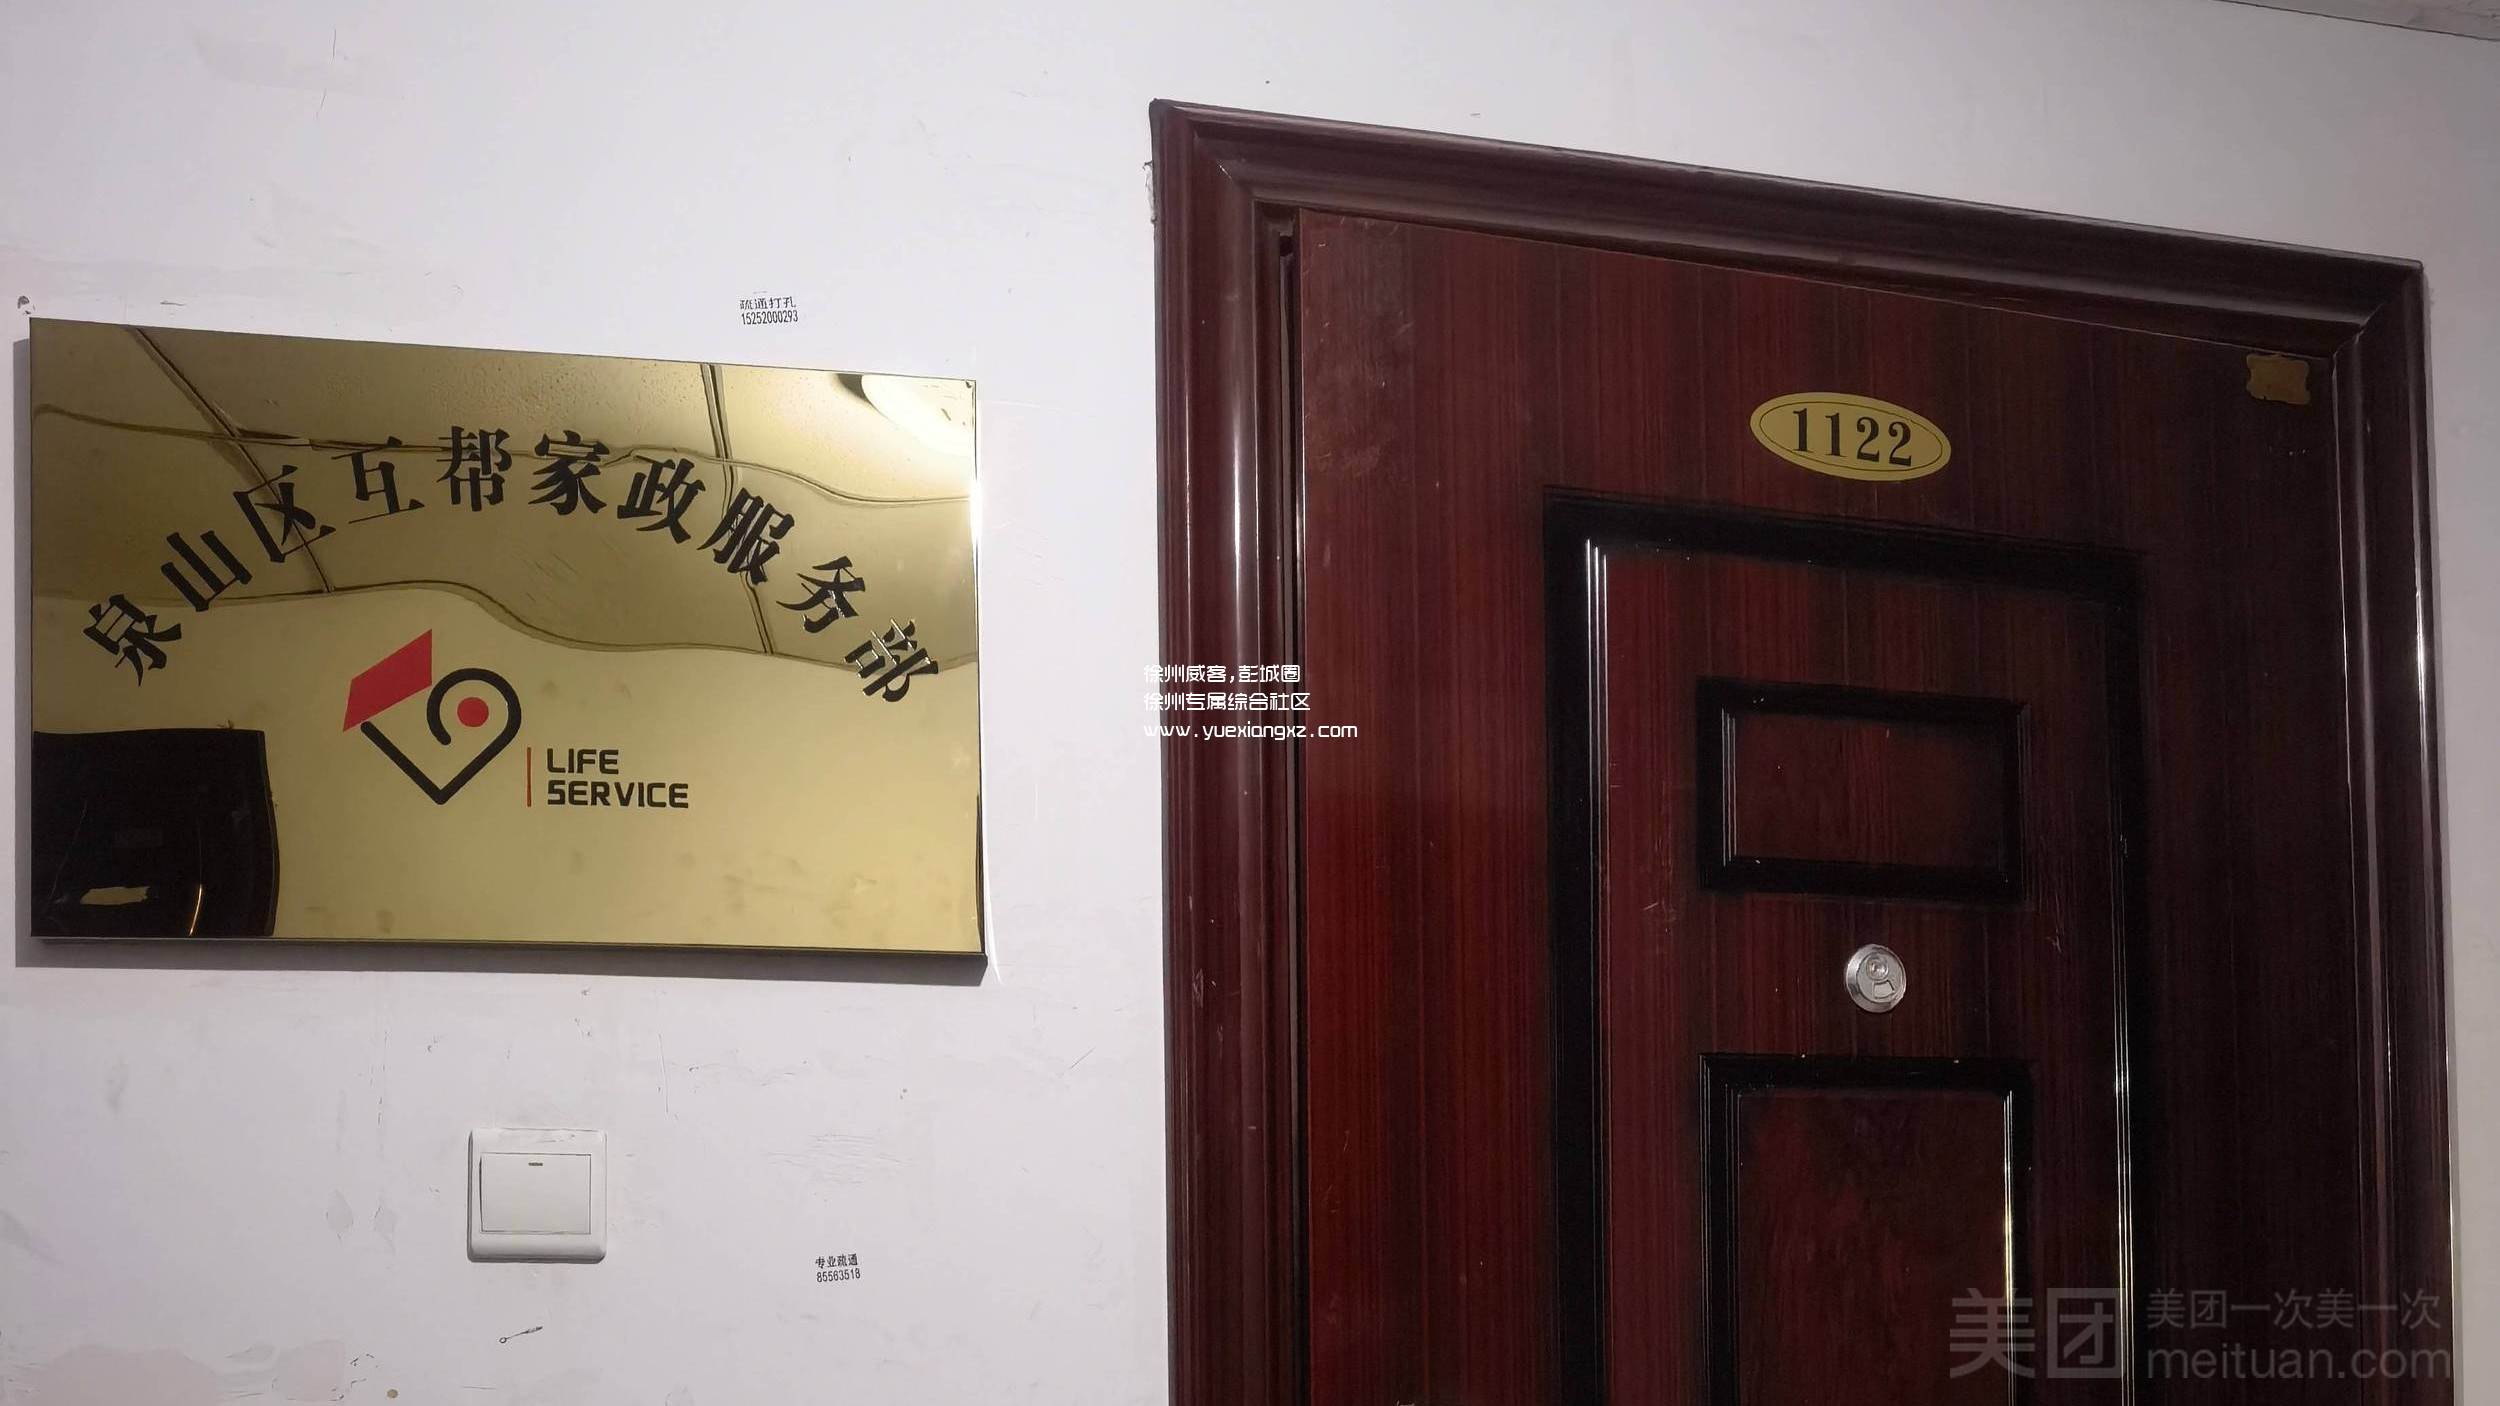 疏通打孔
15252000293
泉山区互帮家政服务部
LIFE
SERVICE
1122
徐州威客,彭城圈
徐州专属综合社区
www.yuexiangxz.com
专业疏通
85563518
美团
美团一次美一次
meituan.com